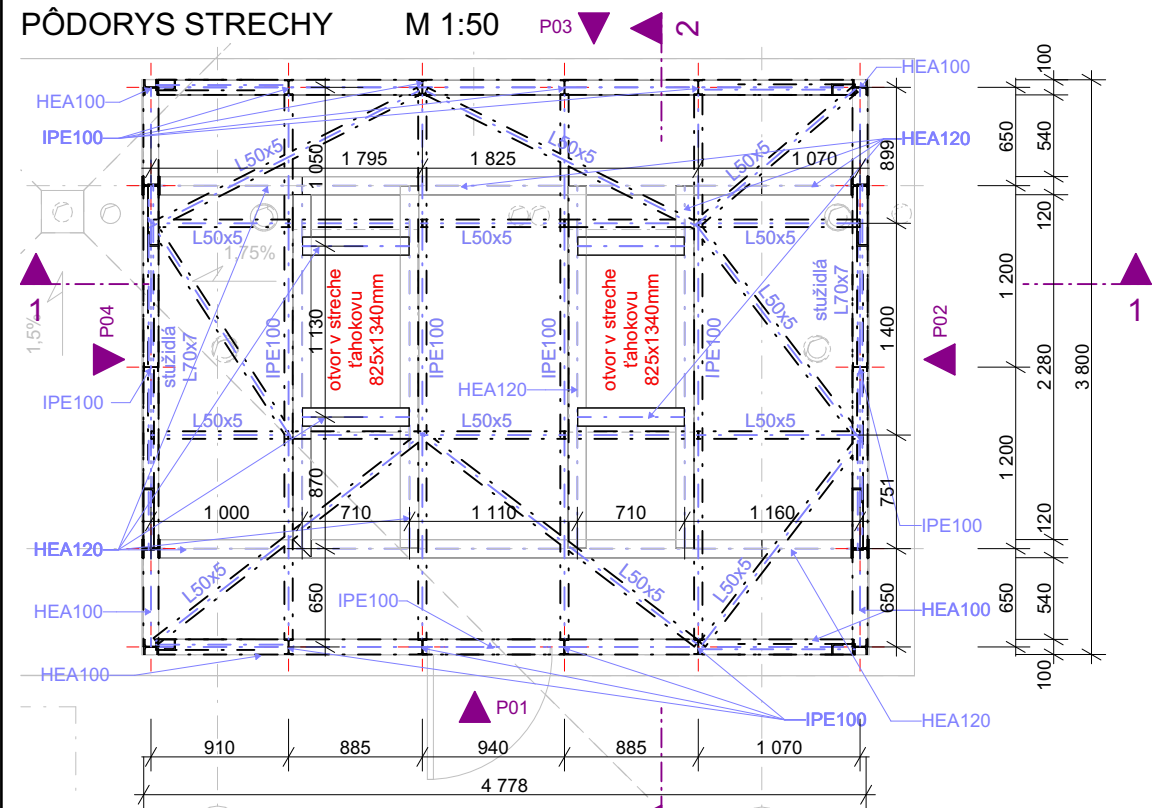 PÔDORYS STRECHY M 1:50
P03
2
HEA100
HEA100
IPE100
HEA120
L50x5
L50x5
L50x5
1 795
1 825
1 070
1 050
899
650
540
100
120
L50x5
L50x5
L50x5
1,75%
1
1,5%
P04
stužidlá
L70x7
IPE100
1 130
otvor v streche
ťahokovu
825x1340mm
IPE100
IPE100
otvor v streche
ťahokovu
825x1340mm
L50x5
IPE100
stužidlá
L70x7
1 400
P02
1 200
2 280
3 800
1
HEA120
IPE100
L50x5
L50x5
L50x5
870
751
1 200
1 000
710
1 110
710
1 160
120
IPE100
HEA120
L50x5
L50x5
L50x5
650
IPE100
HEA100
HEA100
650
650
540
100
HEA100
P01
IPE100
HEA120
910
885
940
885
1 070
4 778